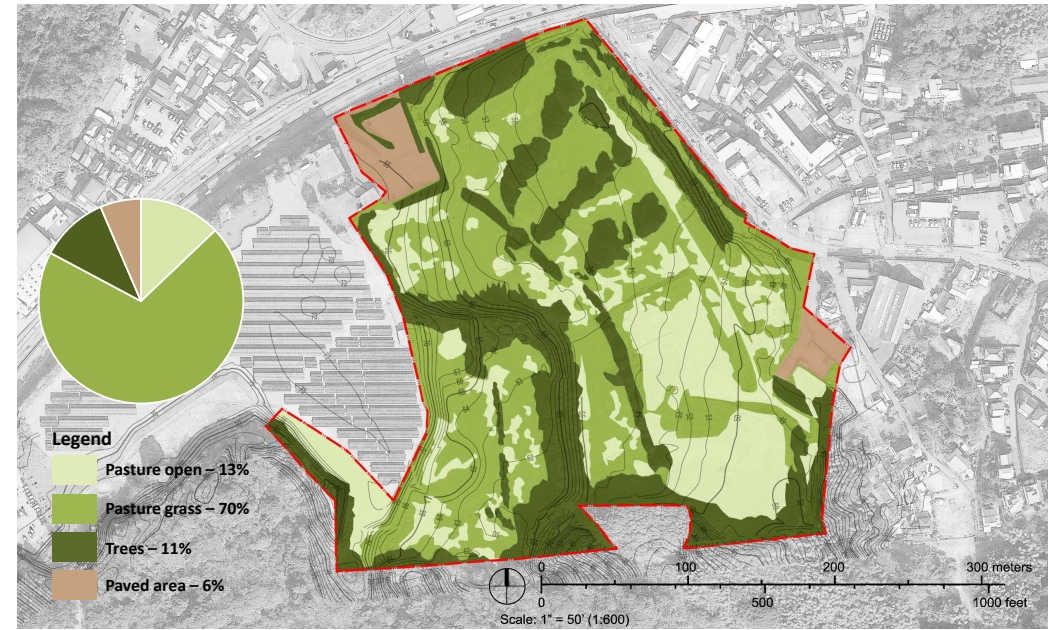 Legend
Pasture open – 13%
Pasture grass – 70%
Trees – 11%
Paved area – 6%
0 100 200 300 meters
0 500 1000 feet
Scale: 1" = 50' (1:600)